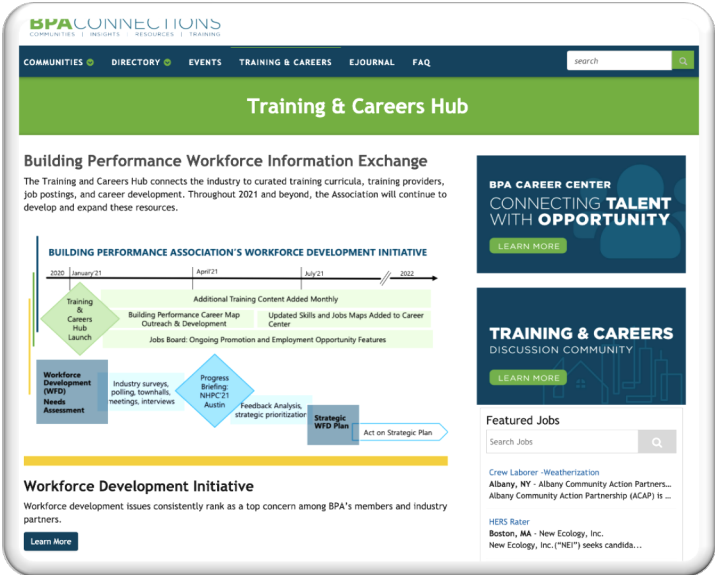 BPACONNECTIONS
COMMUNITIES | INSIGHTS | RESOURCES | TRAINING
COMMUNITIES DIRECTORY EVENTS TRAINING & CAREERS EJOURNAL FAQ
search
Training & Careers Hub
Building Performance Workforce Information Exchange
The Training and Careers Hub connects the industry to curated training curricula, training providers,
job postings, and career development. Throughout 2021 and beyond, the Association will continue to
develop and expand these resources.
BUILDING PERFORMANCE ASSOCIATION'S WORKFORCE DEVELOPMENT INITIATIVE
2020 January'21 April'21 July'21 2022
Training
&
Careers
Hub
Launch
Additional Training Content Added Monthly
Building Performance Career Map
Outreach & Development
Updated Skills and Jobs Maps Added to Career
Center
Jobs Board: Ongoing Promotion and Employment Opportunity Features
Workforce
Development
(WFD)
Needs
Assessment
Industry surveys,
polling, townhalls,
meetings, interviews
Progress
Briefing:
NHPC'21
Austin
Feedback Analysis,
strategic prioritization
Strategic
WFD Plan
Act on Strategic Plan
Workforce Development Initiative
Workforce development issues consistently rank as a top concern among BPA's members and industry
partners.
Learn More
BPA CAREER CENTER
CONNECTING TALENT
WITH OPPORTUNITY
LEARN MORE
TRAINING & CAREERS
DISCUSSION COMMUNITY
LEARN MORE
Featured Jobs
Search Jobs
Crew Laborer -Weatherization
Albany, NY - Albany Community Action Partners...
Albany Community Action Partnership (ACAP) is ...
HERS Rater
Boston, MA - New Ecology, Inc.
New Ecology, Inc.("NEI") seeks candida...